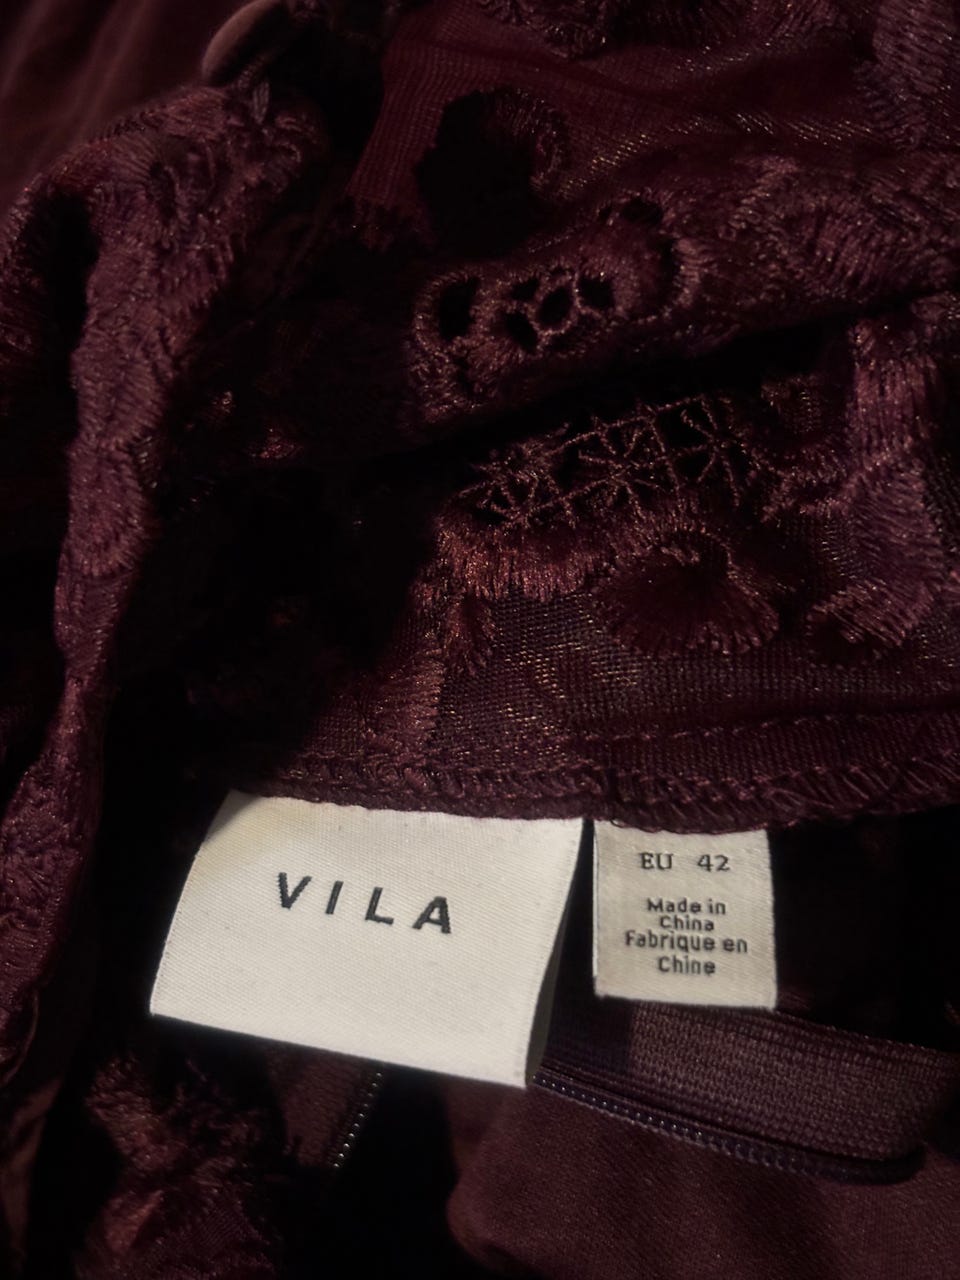 VILA
EU 42
Made in
China
Fabrique en
Chine